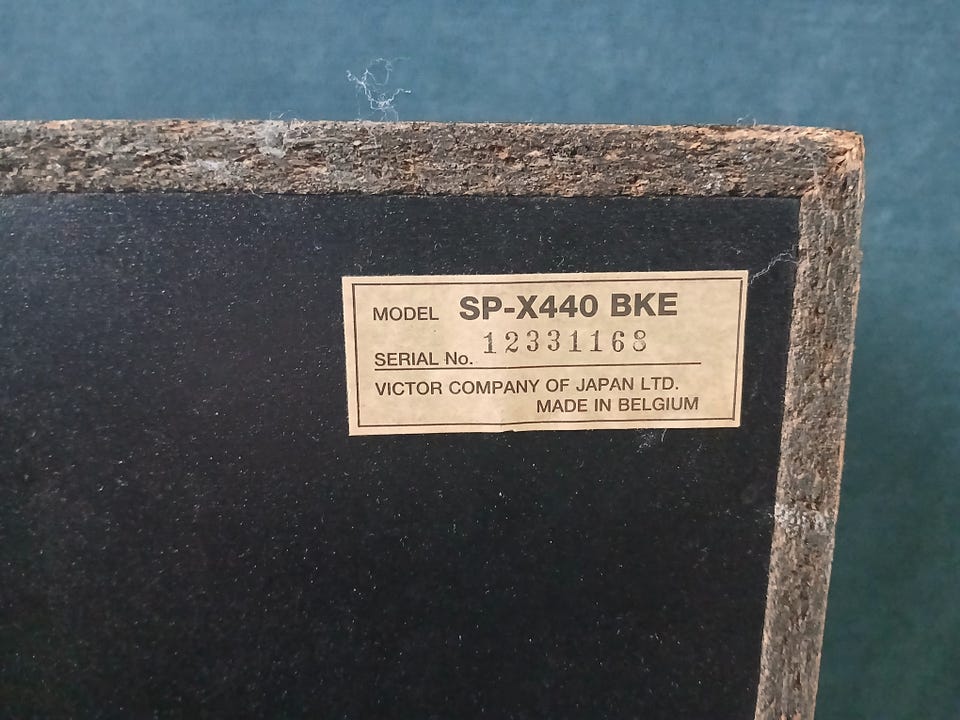 MODEL SP-X440 BKE
SERIAL No. 12331168
VICTOR COMPANY OF JAPAN LTD.
MADE IN BELGIUM